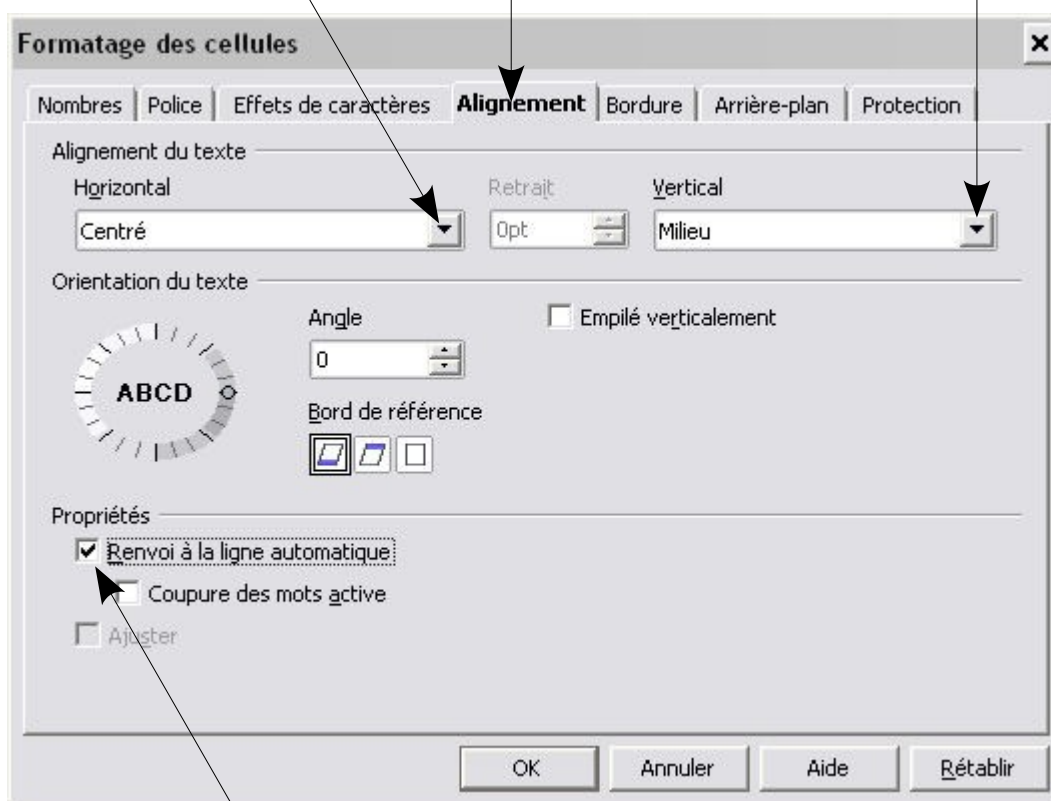 Formatage des cellules
Nombres Police Effets de caractères Alignement Bordure Arrière-plan Protection
Alignement du texte
Horizontal Retrait Vertical
Centré 0pt Milieu
Orientation du texte
Angle Empilé verticalement
0
ABCD
Bord de référence
Propriétés
Renvoi à la ligne automatique
Coupure des mots active
Ajuster
OK Annuler Aide Rétablir